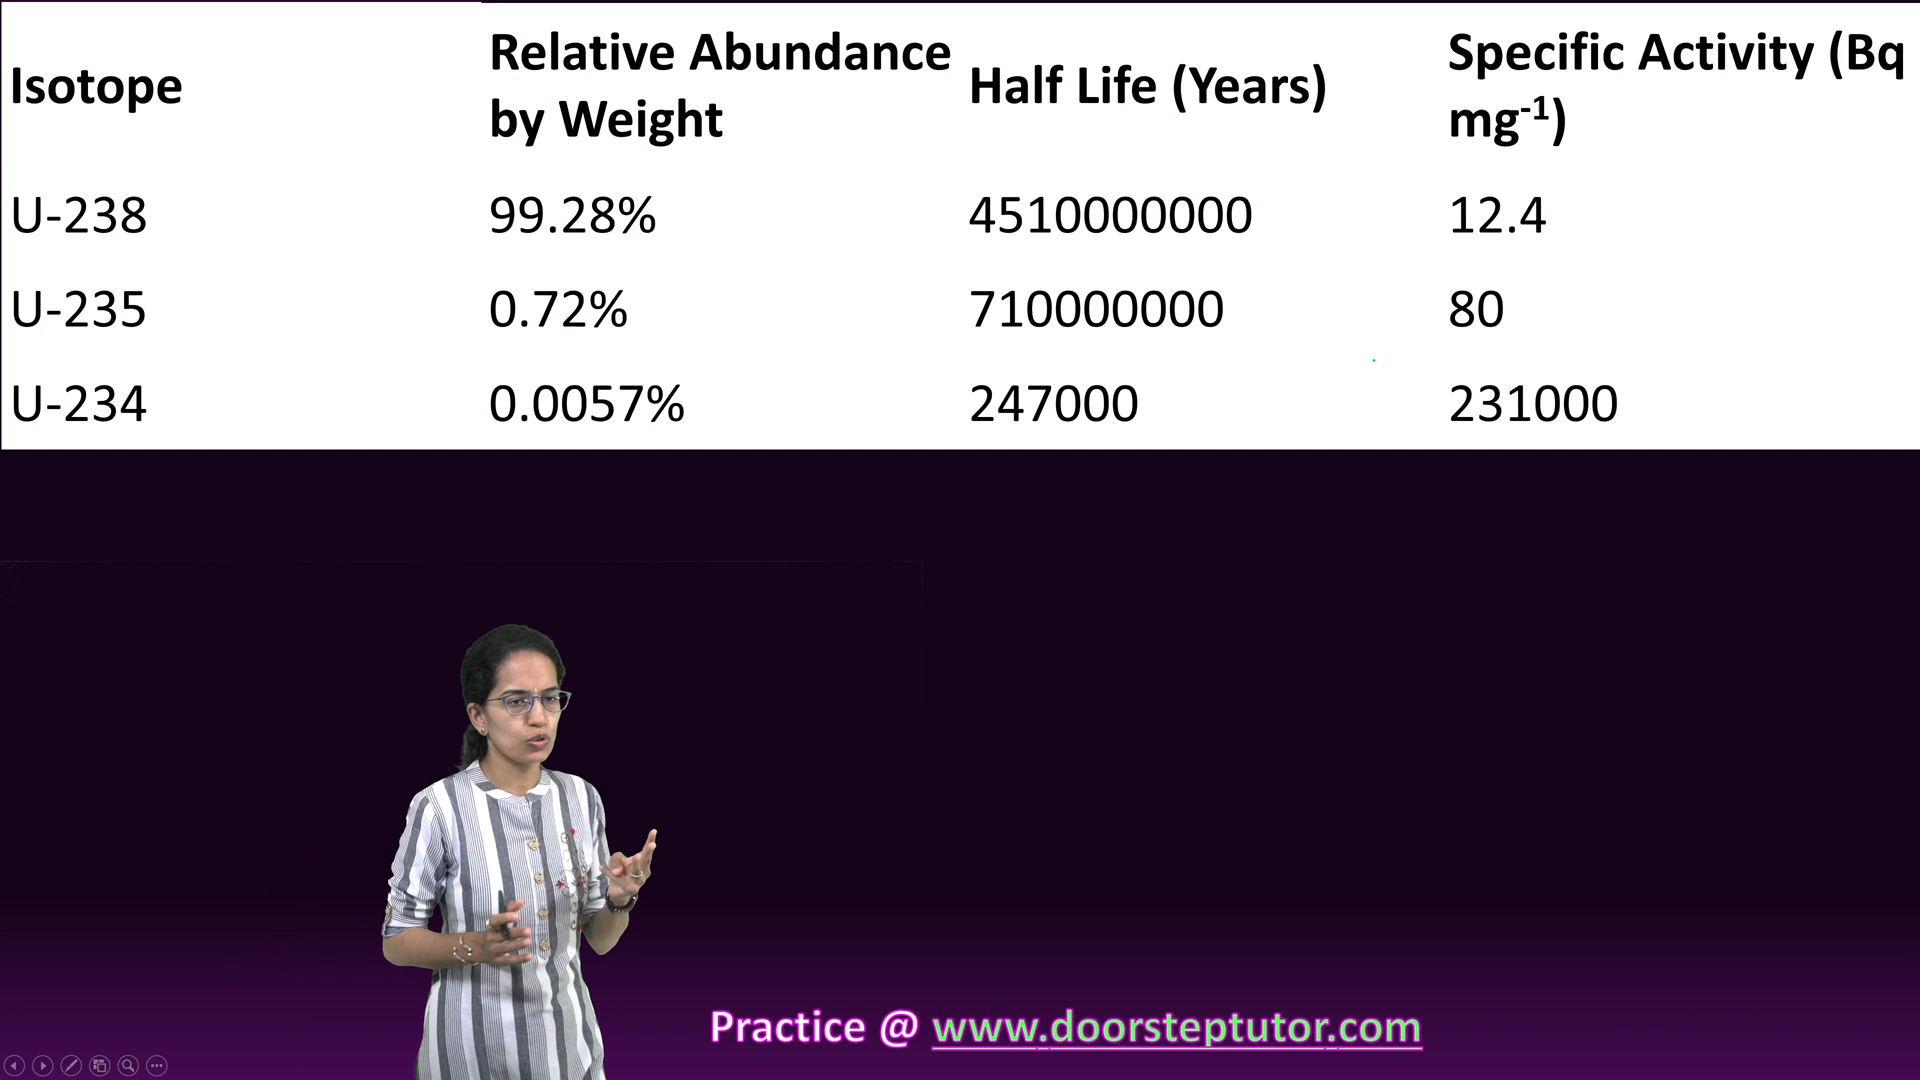 Isotope Relative Abundance by Weight Half Life (Years) Specific Activity (Bq mg-1)
U-238 99.28% 4510000000 12.4
U-235 0.72% 710000000 80
U-234 0.0057% 247000 231000
Practice @ www.doorsteptutor.com